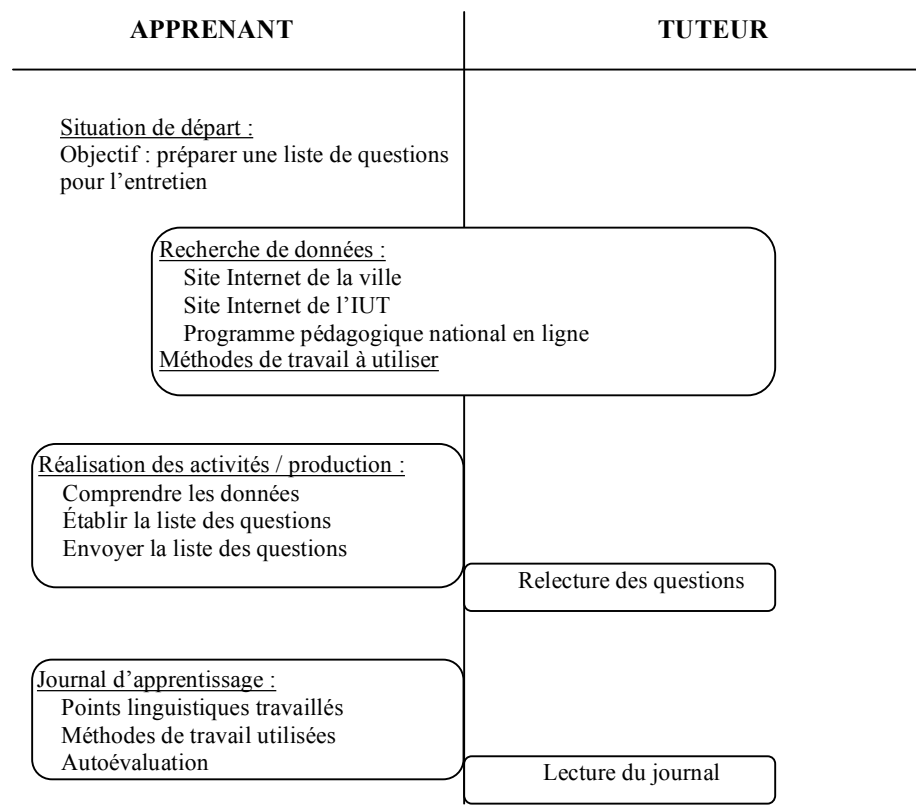 APPRENANT TUTEUR
Situation de départ :
Objectif : préparer une liste de questions
pour l’entretien
Recherche de données :
Site Internet de la ville
Site Internet de l’IUT
Programme pédagogique national en ligne
Méthodes de travail à utiliser
Réalisation des activités / production :
Comprendre les données
Établir la liste des questions
Envoyer la liste des questions
Relecture des questions
Journal d’apprentissage :
Points linguistiques travaillés
Méthodes de travail utilisées
Autoévaluation
Lecture du journal